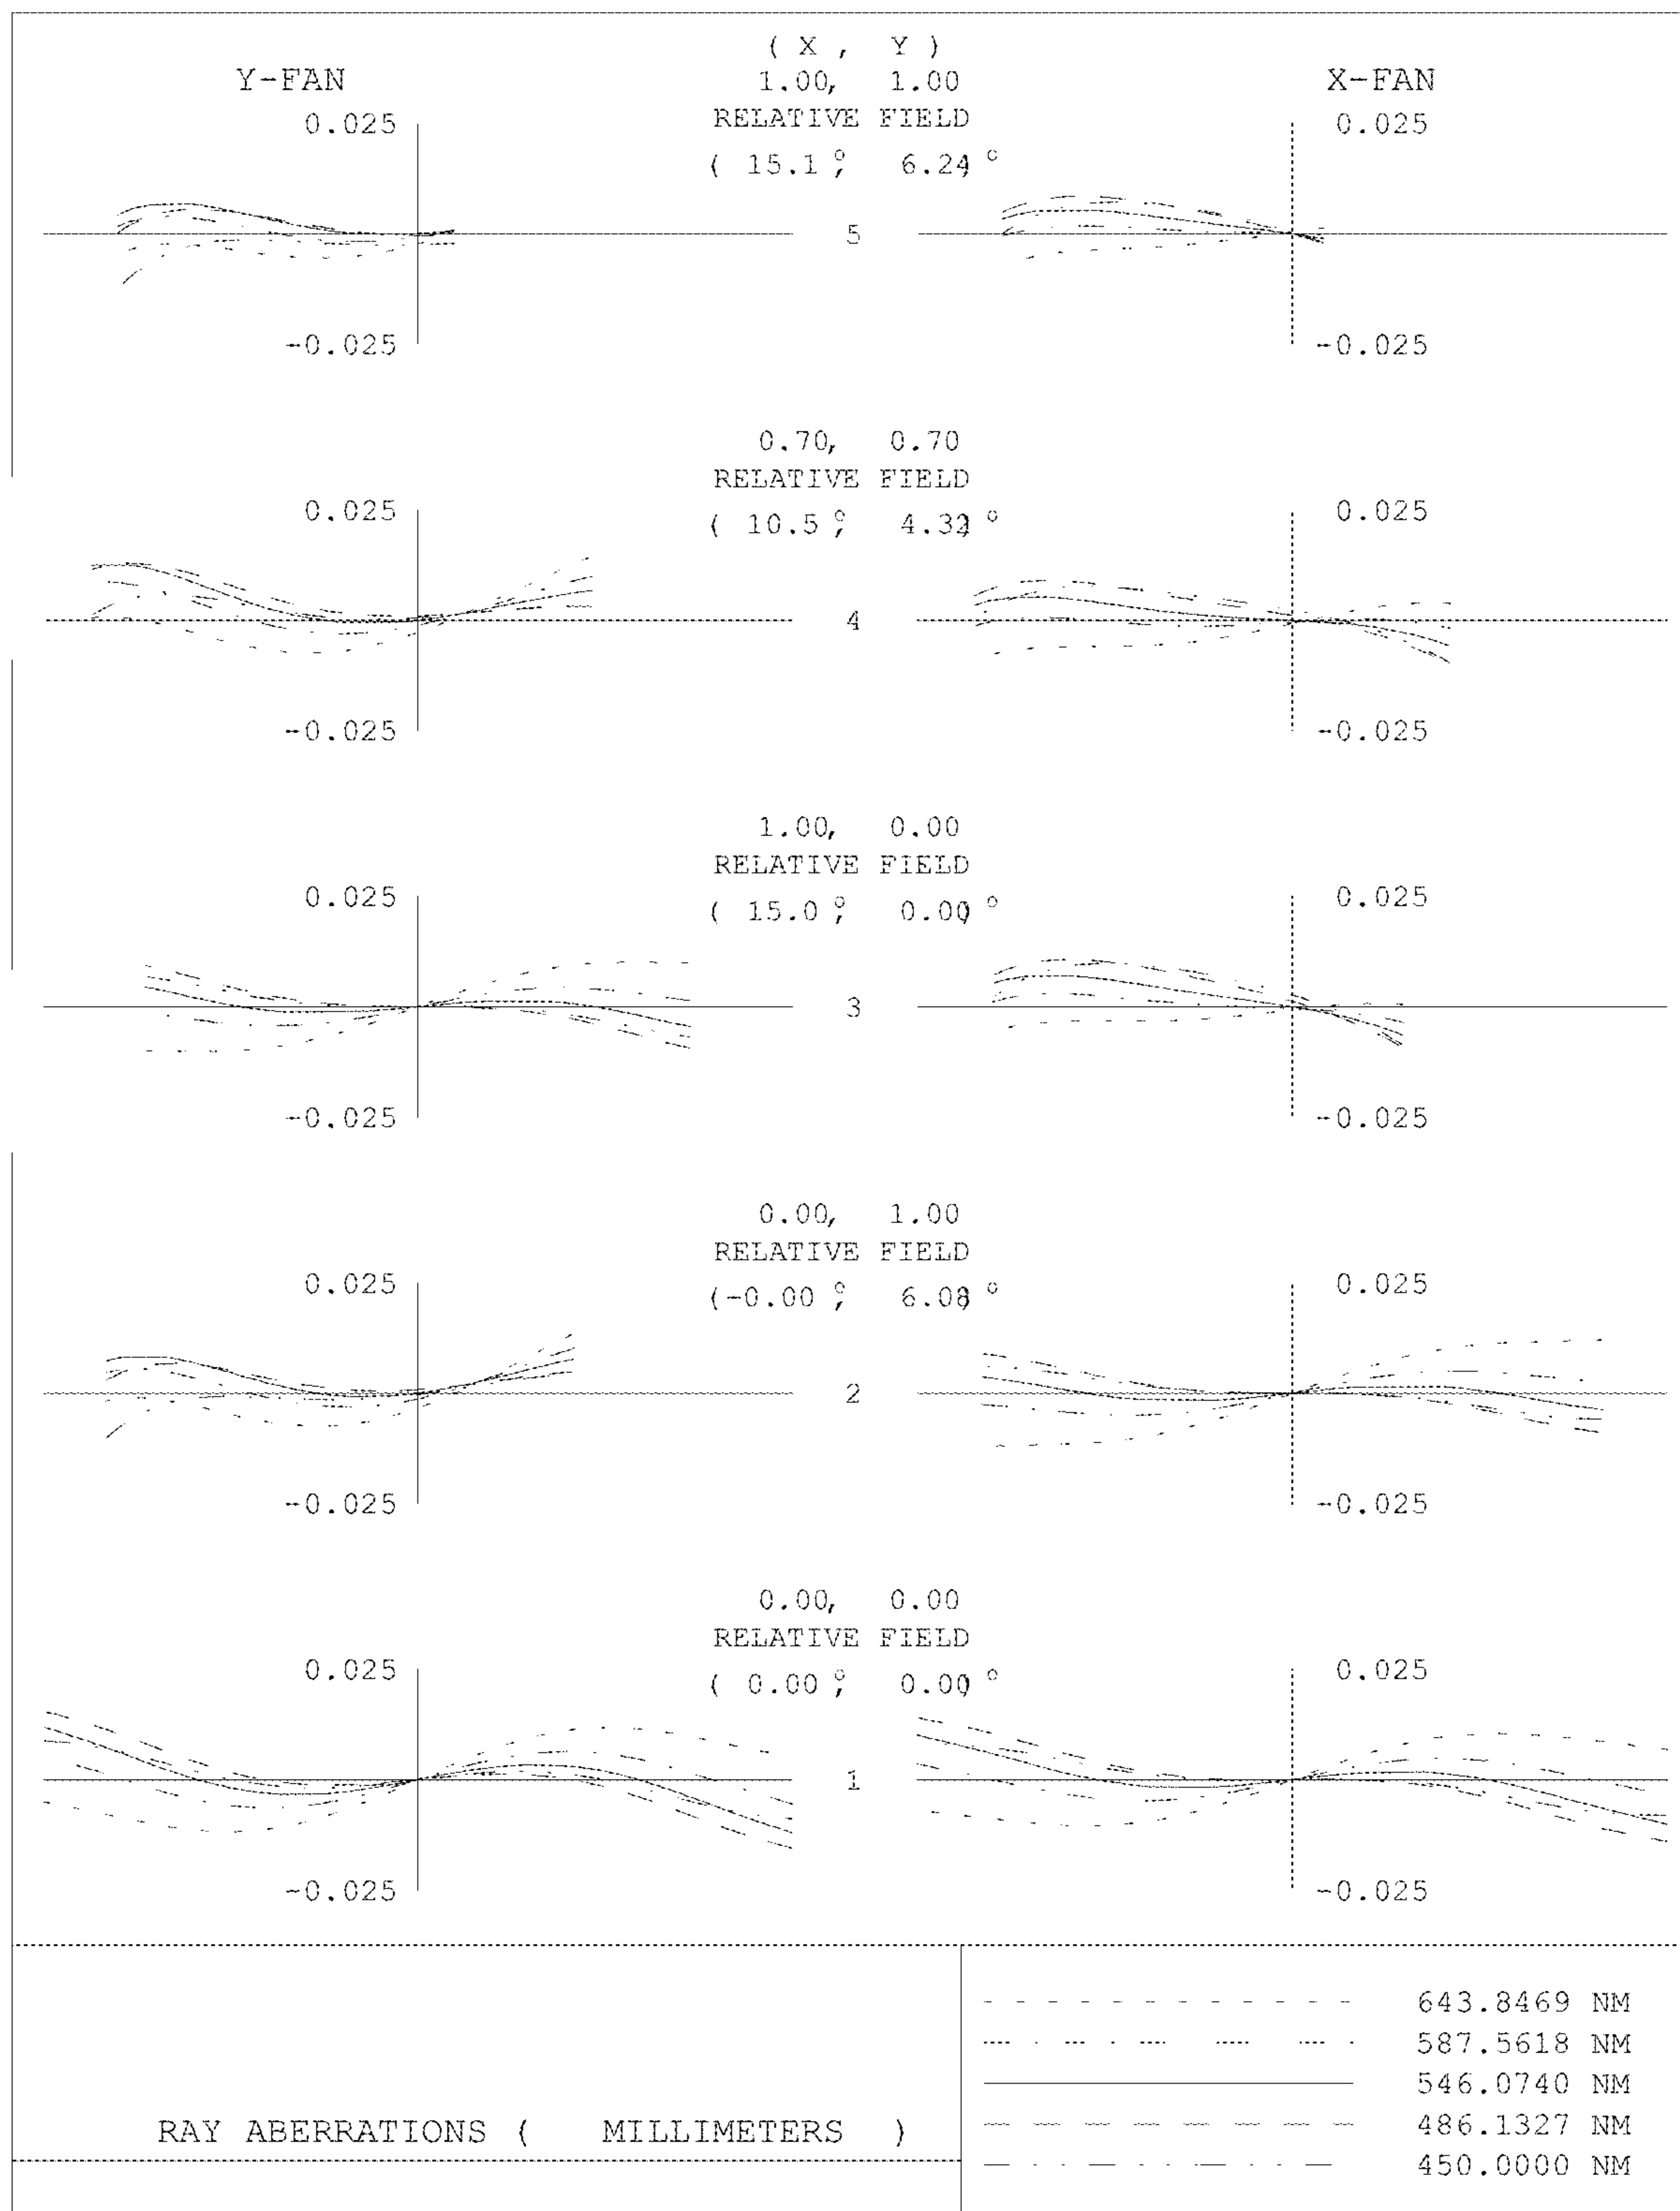 ( X , Y )
Y-FAN 1.00, 1.00 X-FAN
RELATIVE FIELD
0.025 0.025
( 15.1°, 6.24)°
5
-0.025 -0.025
0.70, 0.70
RELATIVE FIELD
0.025 0.025
( 10.5°, 4.32)°
4
-0.025 -0.025
1.00, 0.00
RELATIVE FIELD
0.025 0.025
( 15.0°, 0.00)°
3
-0.025 -0.025
0.00, 1.00
RELATIVE FIELD
0.025 0.025
(-0.00°, 6.08)°
2
-0.025 -0.025
0.00, 0.00
RELATIVE FIELD
0.025 0.025
( 0.00°, 0.00)°
1
-0.025 -0.025
643.8469 NM
587.5618 NM
546.0740 NM
486.1327 NM
450.0000 NM
RAY ABERRATIONS ( MILLIMETERS )